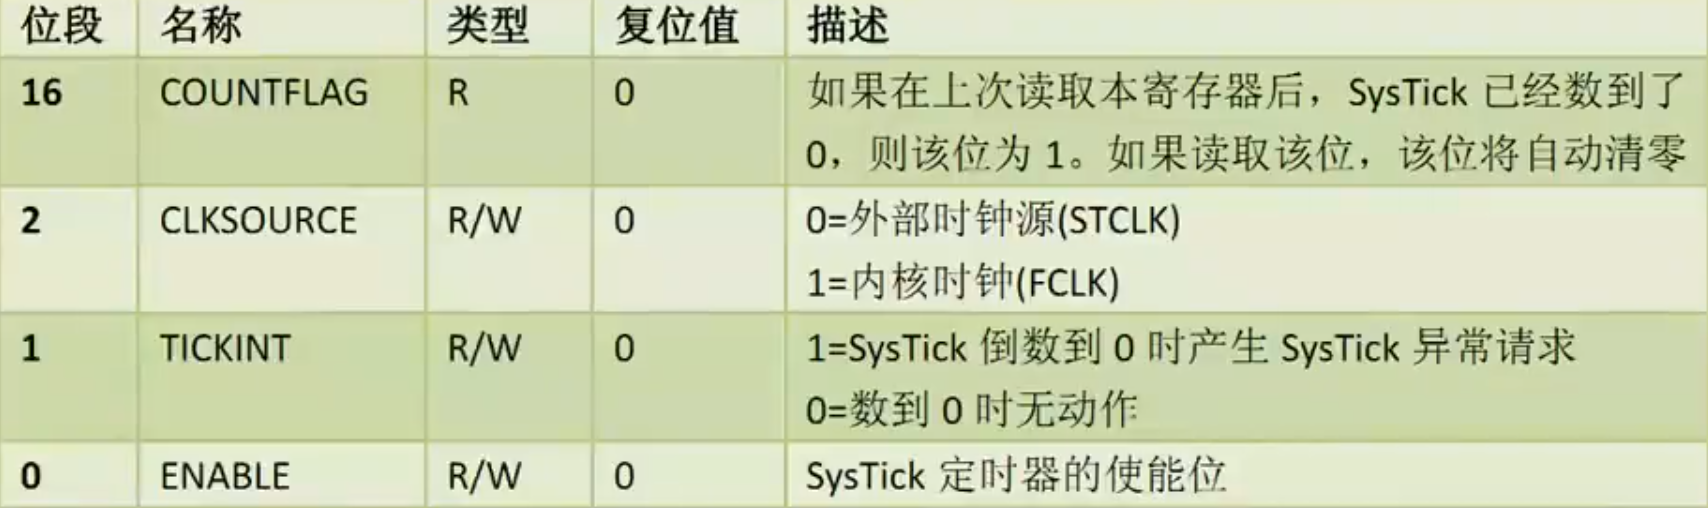 位段 名称 类型 复位值 描述
16 COUNTFLAG R 0 如果在上次读取本寄存器后，SysTick 已经数到了
0，则该位为 1。如果读取该位，该位将自动清零
2 CLKSOURCE R/W 0 0=外部时钟源(STCLK)
1=内核时钟(FCLK)
1 TICKINT R/W 0 1=SysTick 倒数到 0 时产生 SysTick 异常请求
0=数到 0 时无动作
0 ENABLE R/W 0 SysTick 定时器的使能位